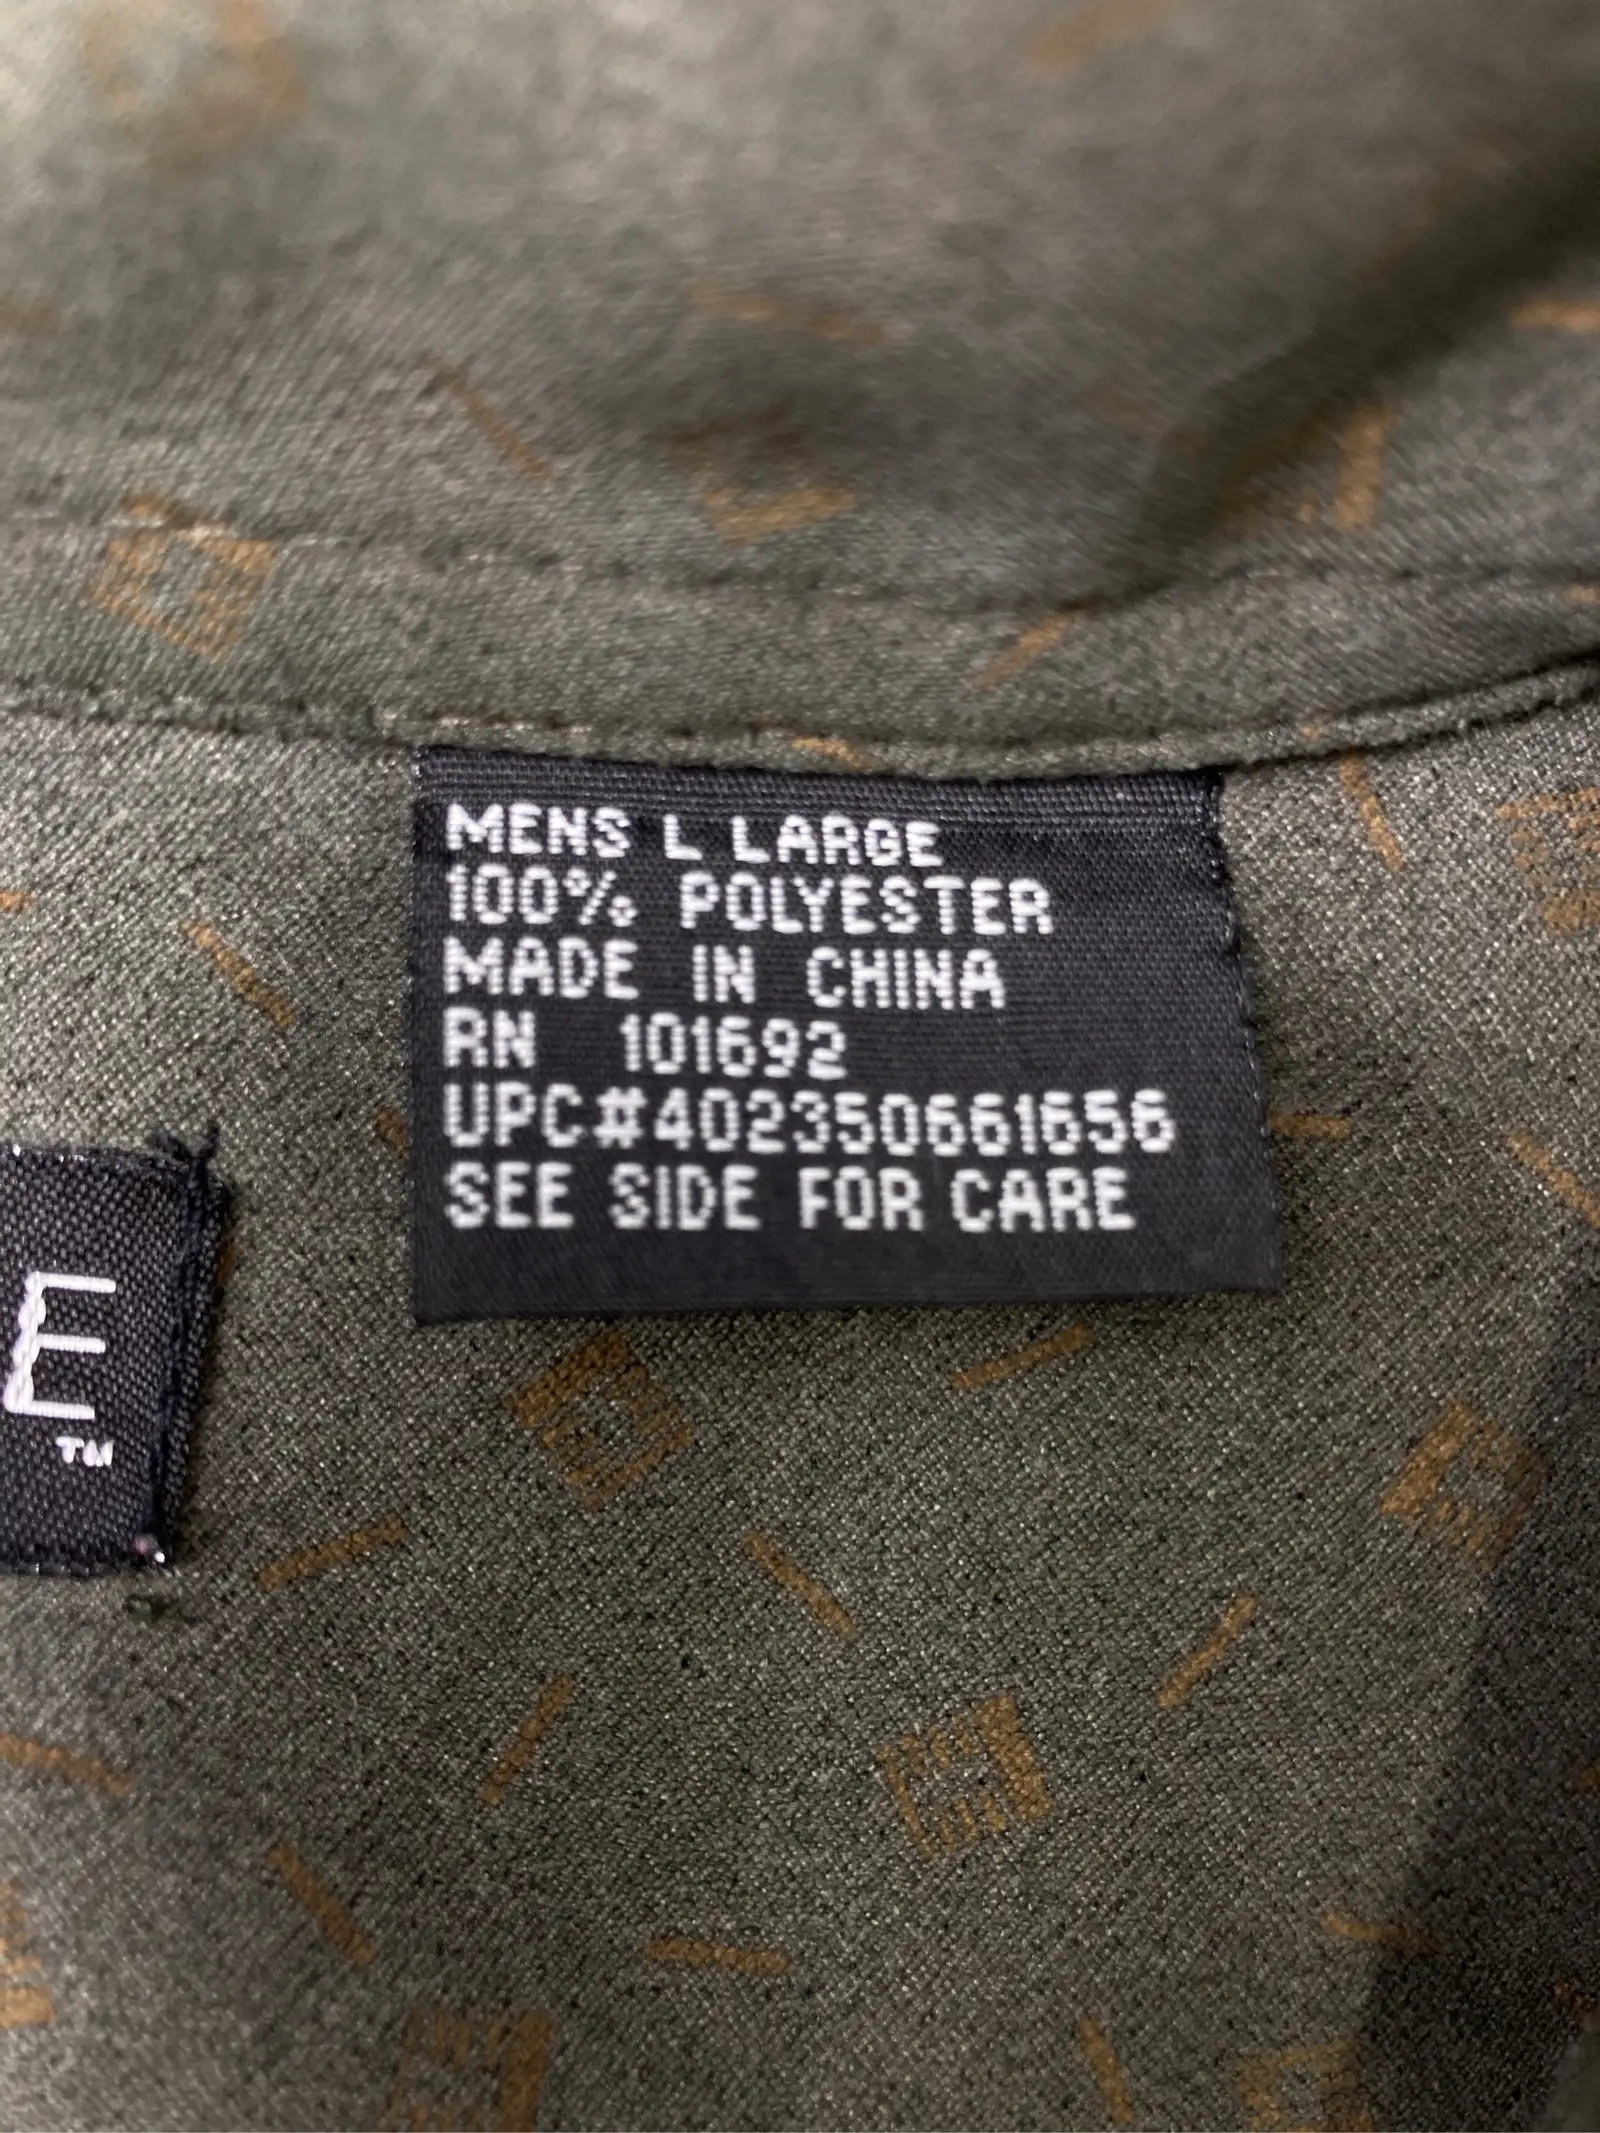 MENS L LARGE
100% POLYESTER
MADE IN CHINA
RN 101692
UPC#402350661656
SEE SIDE FOR CARE
E
TM